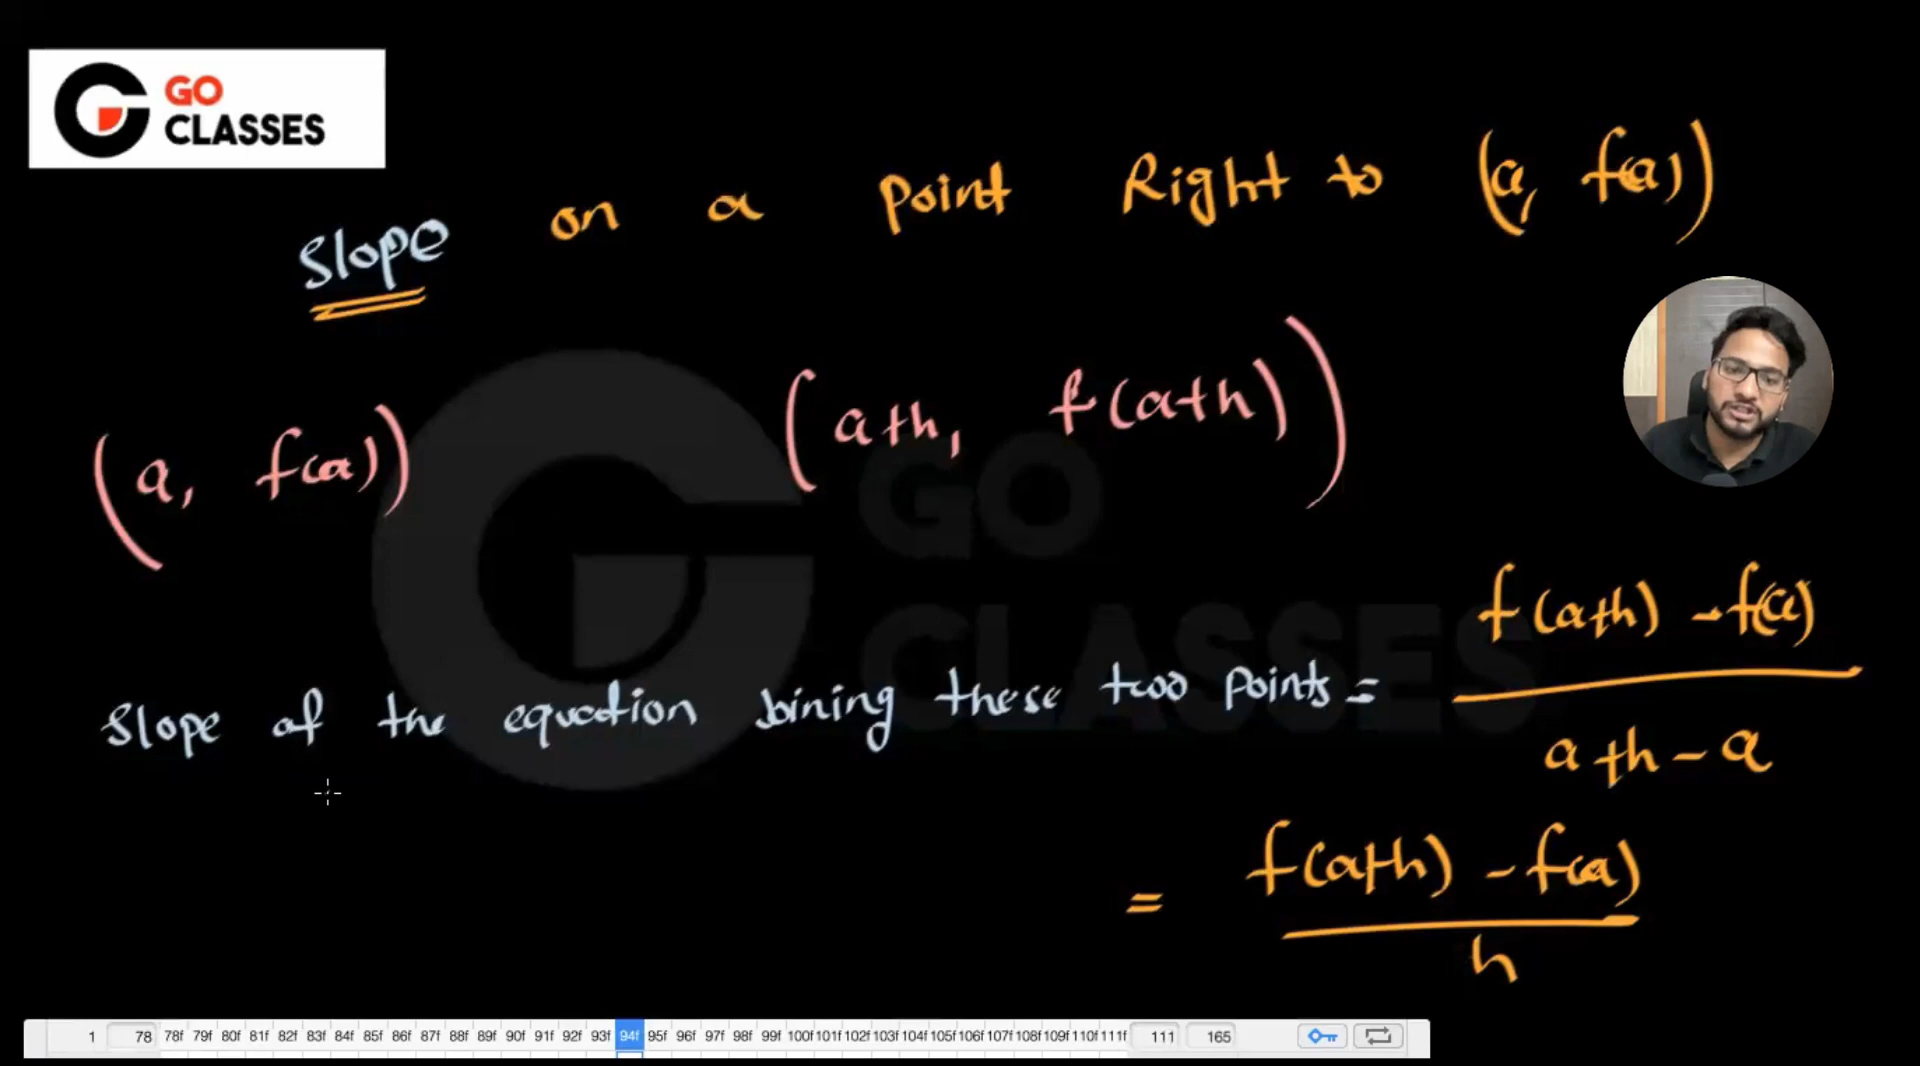 GO
CLASSES
Slope on a point Right to (a, f(a))
(a, f(a)) (a+h, f(a+h))
GO
CLASSES
f(a+h) - f(a)
Slope of the equation joining these two points =
a+h-a
f(a+h) - f(a)
=
h
1 78 78f 79f 80f 81f 82f 83f 84f 85f 86f 87f 88f 89f 90f 91f 92f 93f 94f 95f 96f 97f 98f 99f 100f 101f 102f 103f 104f 105f 106f 107f 108f 109f 110f 111f 111 165